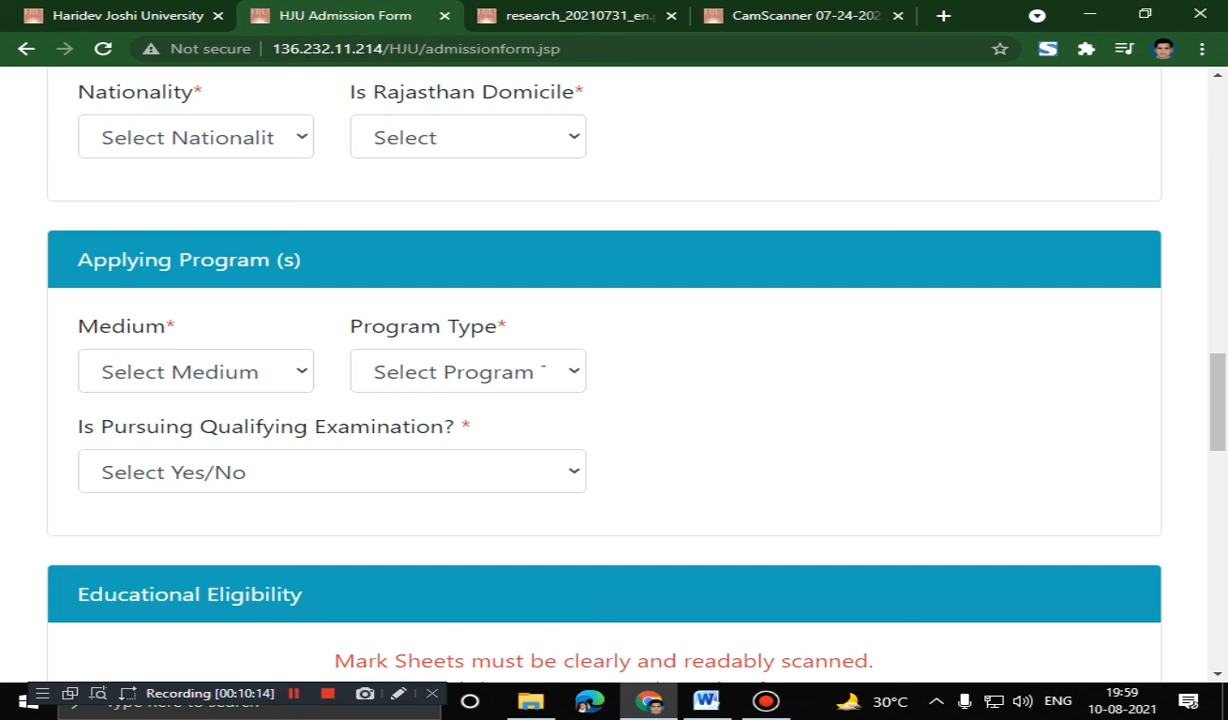 Haridev Joshi University
HJU Admission Form
research_20210731_en.
CamScanner 07-24-202
Not secure | 136.232.11.214/HJU/admissionform.jsp
Nationality* Is Rajasthan Domicile*
Select Nationalit Select
Applying Program (s)
Medium* Program Type*
Select Medium Select Program
Is Pursuing Qualifying Examination? *
Select Yes/No
Educational Eligibility
Mark Sheets must be clearly and readably scanned.
Recording [00:10:14]
30°C
ENG
19:59
10-08-2021